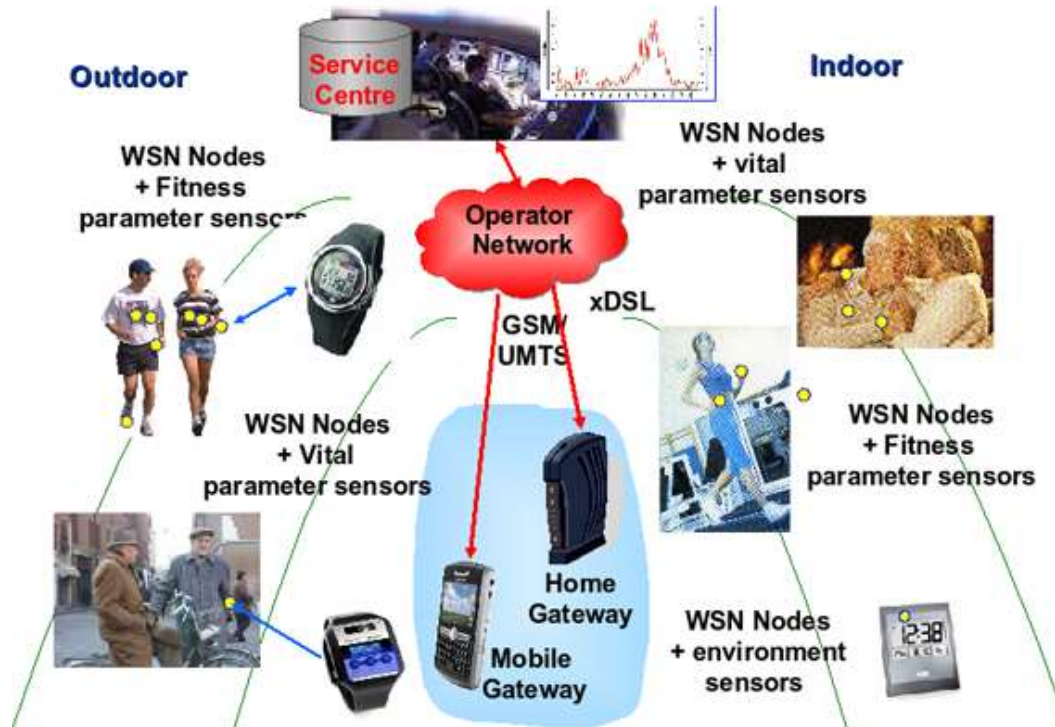 Outdoor
Service
Centre
Indoor
WSN Nodes
+ Fitness
parameter sensors
WSN Nodes
+ vital
parameter sensors
Operator
Network
xDSL
GSM/
UMTS
WSN Nodes
+ Vital
parameter sensors
WSN Nodes
+ Fitness
parameter sensors
Home
Gateway
Mobile
Gateway
WSN Nodes
+ environment
sensors
12:38